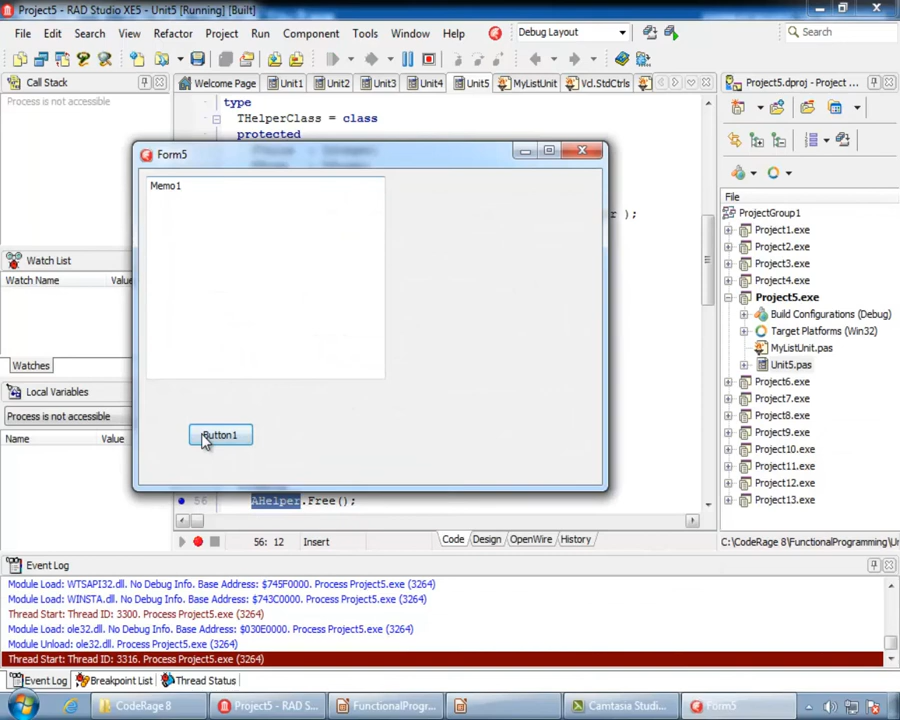 Project5 - RAD Studio XE5 - Unit5 [Running] [Built]
File Edit Search View Refactor Project Run Component Tools Window Help Debug Layout Search
Call Stack
Process is not accessible
Welcome Page Unit1 Unit2 Unit3 Unit4 Unit5 MyListUnit Vcl.StdCtrls
Project5.dproj - Project ...
type
THelperClass = class
protected
r );
Form5
Memo1
Button1
Watch List
Watch Name Value
Watches
Local Variables
Process is not accessible
Name Value
56 AHelper.Free();
56: 12 Insert Code Design OpenWire History
File
ProjectGroup1
Project1.exe
Project2.exe
Project3.exe
Project4.exe
Project5.exe
Build Configurations (Debug)
Target Platforms (Win32)
MyListUnit.pas
Unit5.pas
Project6.exe
Project7.exe
Project8.exe
Project9.exe
Project10.exe
Project11.exe
Project12.exe
Project13.exe
C:\CodeRage 8\FunctionalProgramming\Un
Event Log
Module Load: WTSAPI32.dll. No Debug Info. Base Address: $745F0000. Process Project5.exe (3264)
Module Load: WINSTA.dll. No Debug Info. Base Address: $743C0000. Process Project5.exe (3264)
Thread Start: Thread ID: 3300. Process Project5.exe (3264)
Module Load: ole32.dll. No Debug Info. Base Address: $030E0000. Process Project5.exe (3264)
Module Unload: ole32.dll. Process Project5.exe (3264)
Thread Start: Thread ID: 3316. Process Project5.exe (3264)
Event Log Breakpoint List Thread Status
CodeRage 8 Project5 - RAD S... FunctionalProgr... Camtasia Studi... Form5